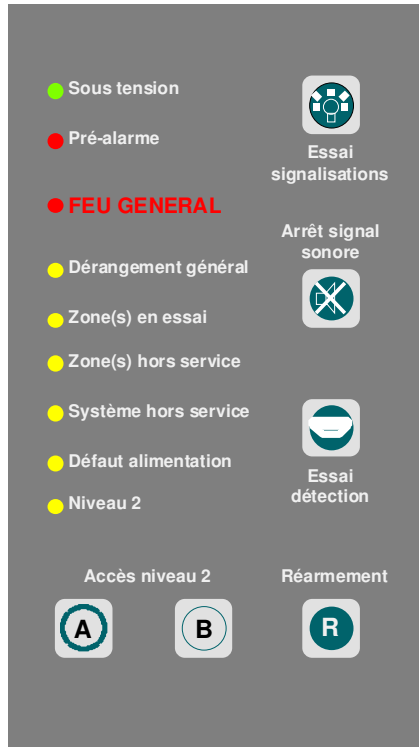 Sous tension
Pré-alarme
Essai
signalisations
FEU GENERAL
Arrêt signal
sonore
Dérangement général
Zone(s) en essai
Zone(s) hors service
Système hors service
Défaut alimentation
Essai
détection
Niveau 2
Accès niveau 2
Réarmement
A
B
R